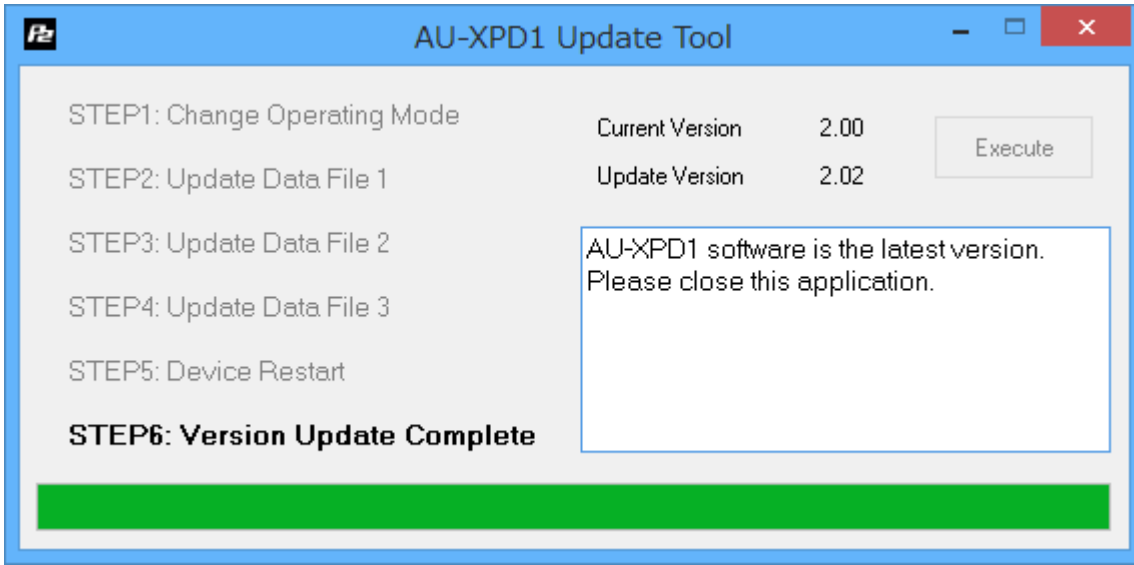 P2
AU-XPD1 Update Tool
STEP1: Change Operating Mode
STEP2: Update Data File 1
STEP3: Update Data File 2
STEP4: Update Data File 3
STEP5: Device Restart
STEP6: Version Update Complete
Current Version 2.00
Update Version 2.02
Execute
AU-XPD1 software is the latest version.
Please close this application.